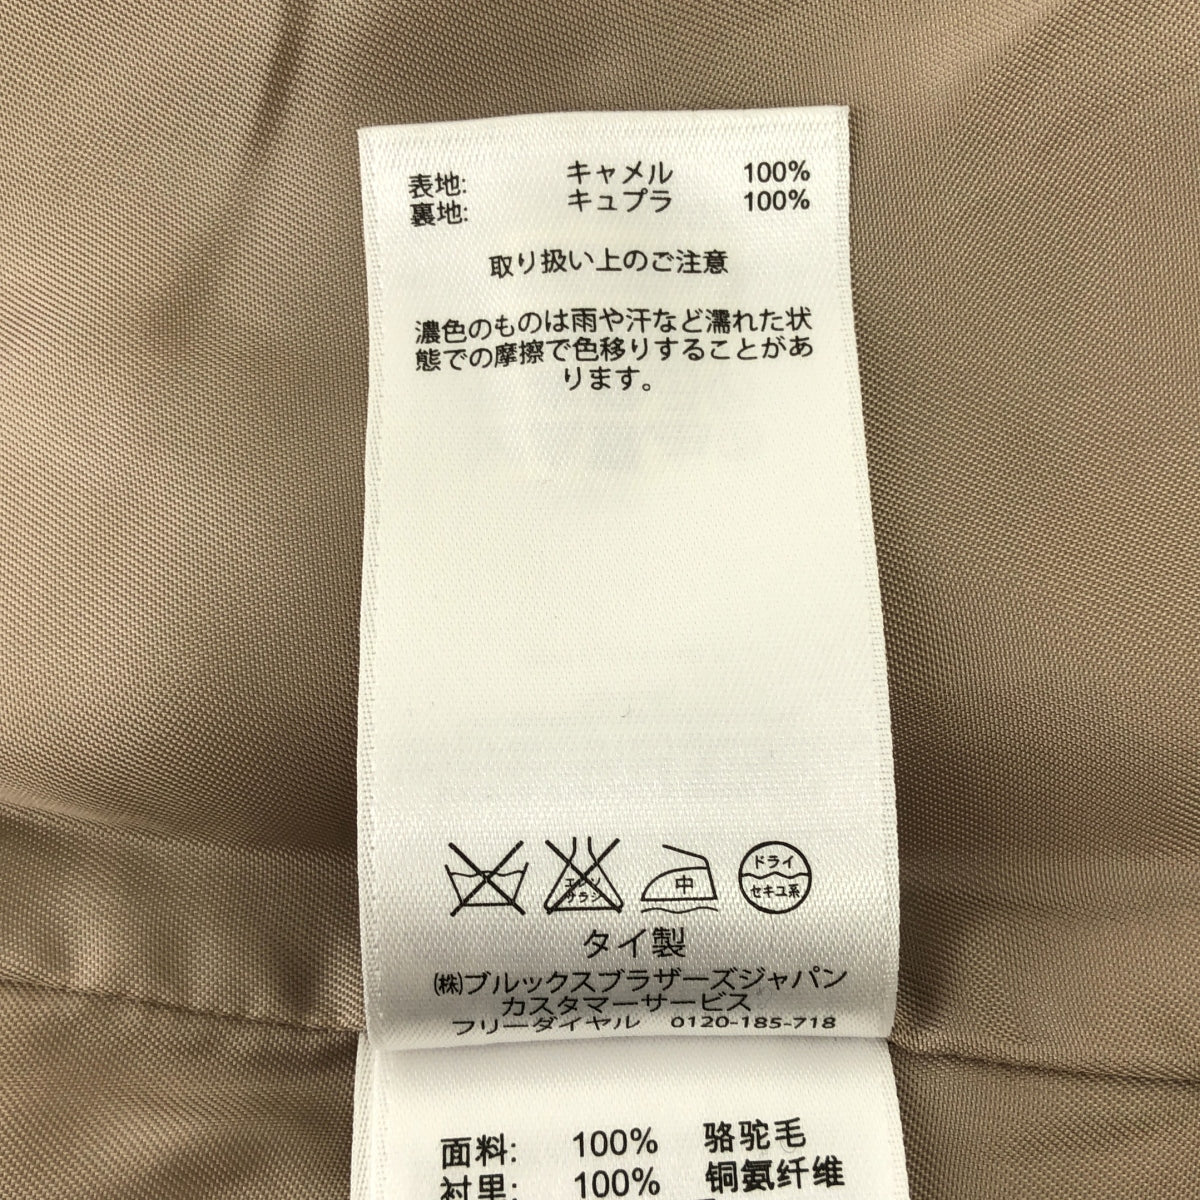 表地: キャメル 100%
裏地: キュプラ 100%
取り扱い上のご注意
濃色のものは雨や汗など濡れた状
態での摩擦で色移りすることがあ
ります。
エンソ
サラシ
中
ドライ
セキユ系
タイ製
㈱ブルックスブラザーズジャパン
カスタマーサービス
フリーダイヤル 0120-185-718
面料: 100% 骆驼毛
衬里: 100% 铜氨纤维